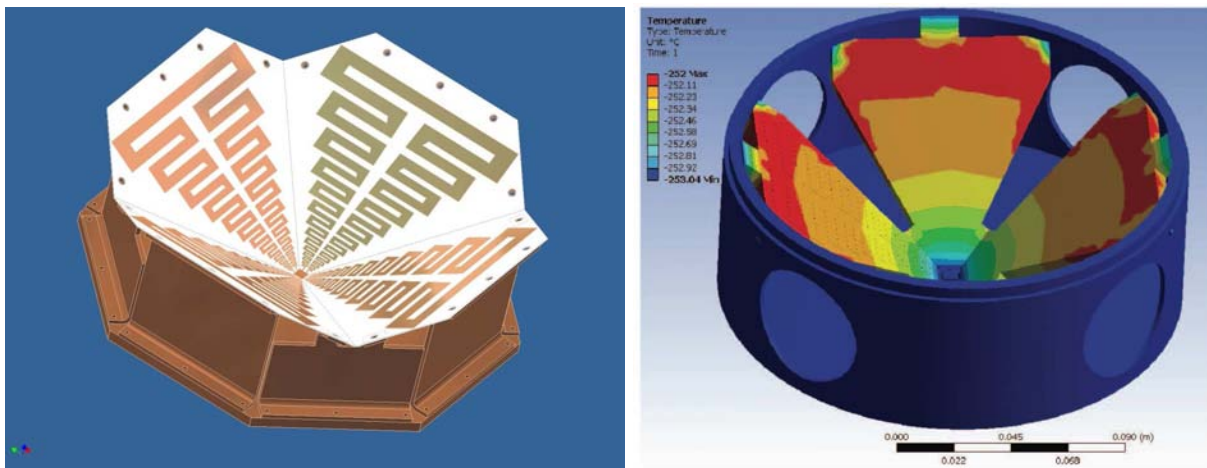 Temperature
Type: Temperature
Unit: °C
Time: 1
-252 Max
-252.11
-252.23
-252.34
-252.46
-252.58
-252.69
-252.81
-252.92
-253.04 Min
0.000
0.045
0.090 (m)
0.022
0.068